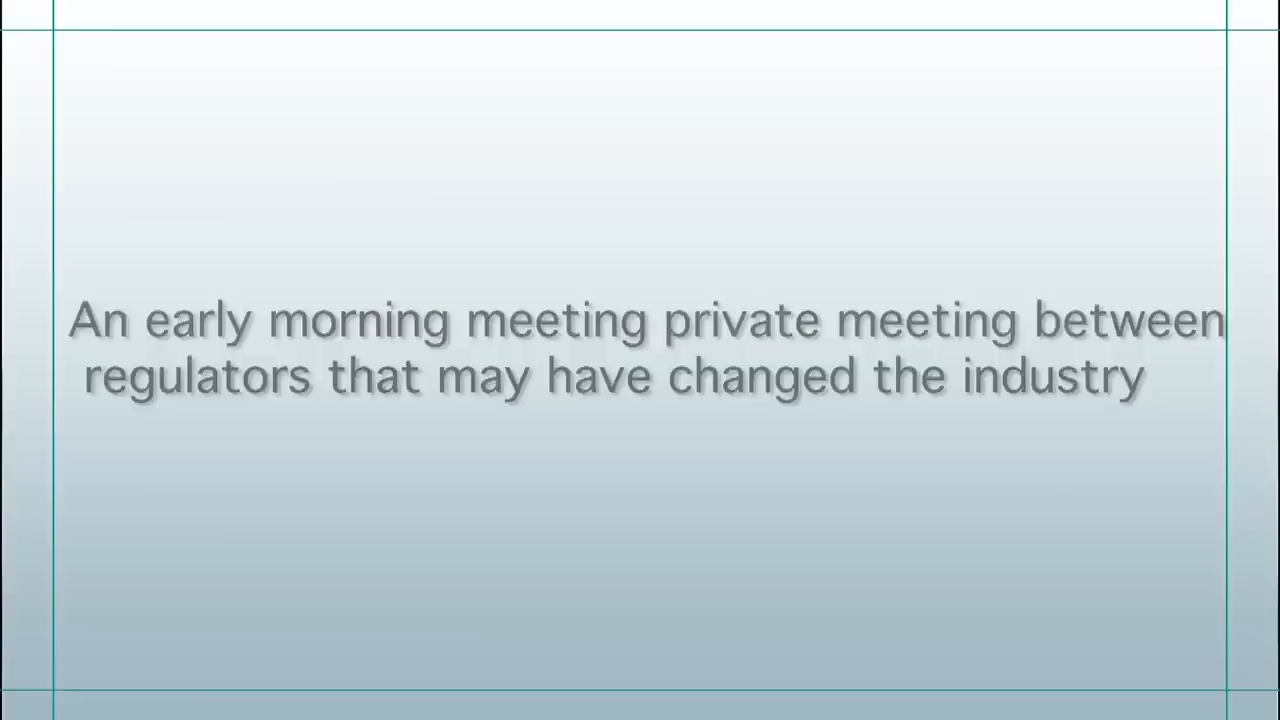 An early morning meeting private meeting between
regulators that may have changed the industry